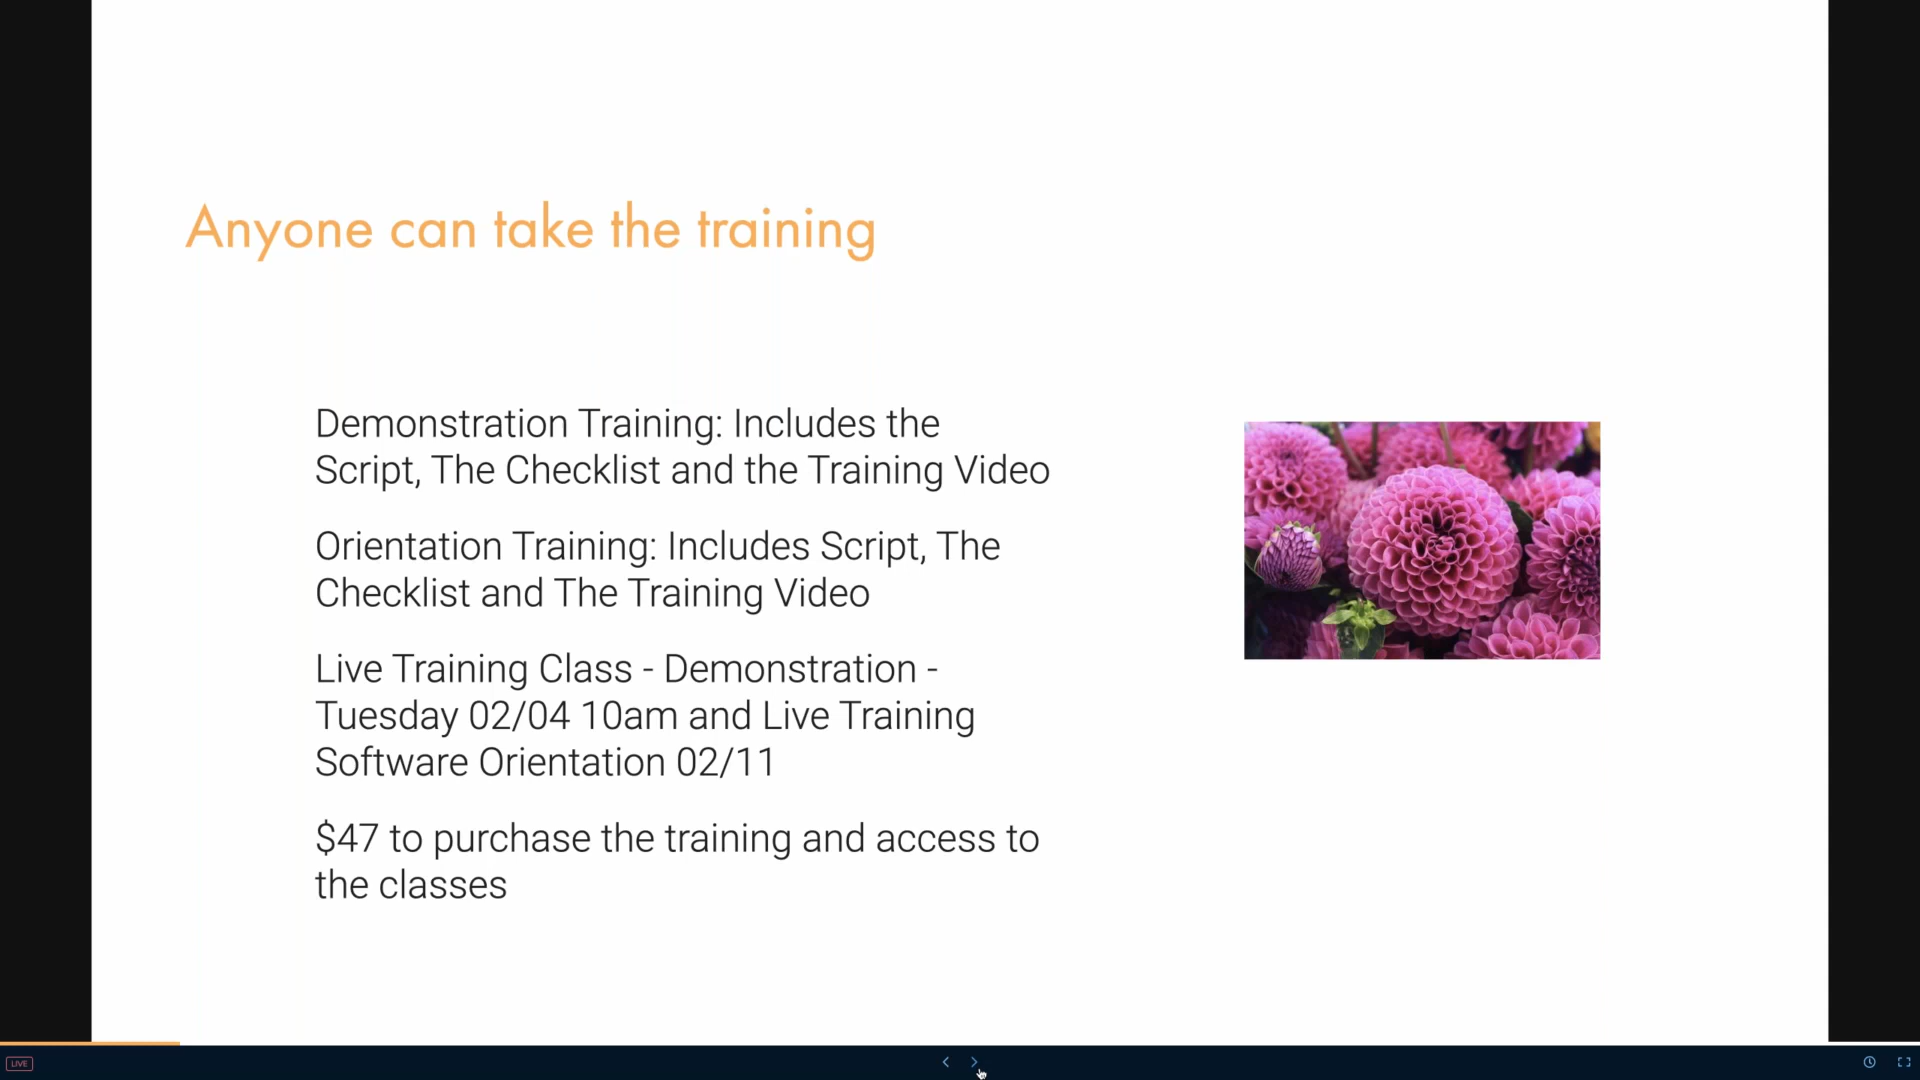 Anyone can take the training
Demonstration Training: Includes the
Script, The Checklist and the Training Video
Orientation Training: Includes Script, The
Checklist and The Training Video
Live Training Class - Demonstration -
Tuesday 02/04 10am and Live Training
Software Orientation 02/11
$47 to purchase the training and access to
the classes
LIVE